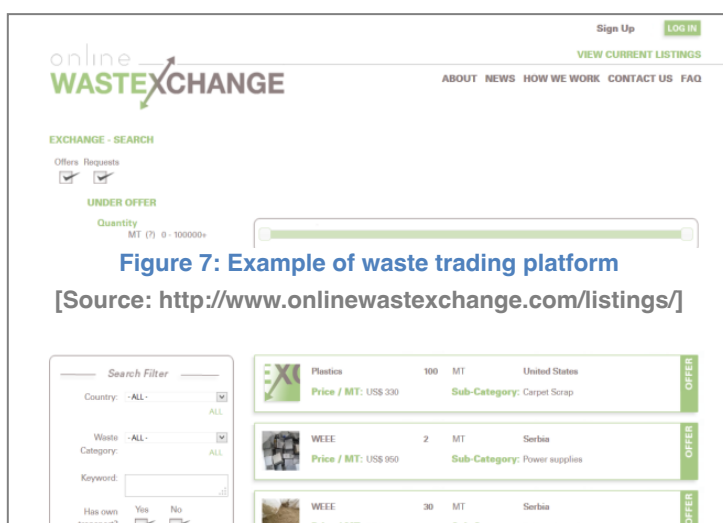 Sign Up LOG IN
online
WASTEXCHANGE
VIEW CURRENT LISTINGS
ABOUT NEWS HOW WE WORK CONTACT US FAQ
EXCHANGE - SEARCH
Offers Requests
UNDER OFFER
Quantity
MT (?) 0 - 100000+
Figure 7: Example of waste trading platform
[Source: http://www.onlinewastexchange.com/listings/]
Search Filter
Country: - ALL -
ALL
Waste Category: - ALL -
ALL
Keyword:
Has own
transport?
Yes No
EX
Plastics 100 MT United States
Price / MT: US$ 330 Sub-Category: Carpet Scrap
OFFER
WEEE 2 MT Serbia
Price / MT: US$ 950 Sub-Category: Power supplies
OFFER
WEEE 30 MT Serbia
OFFER